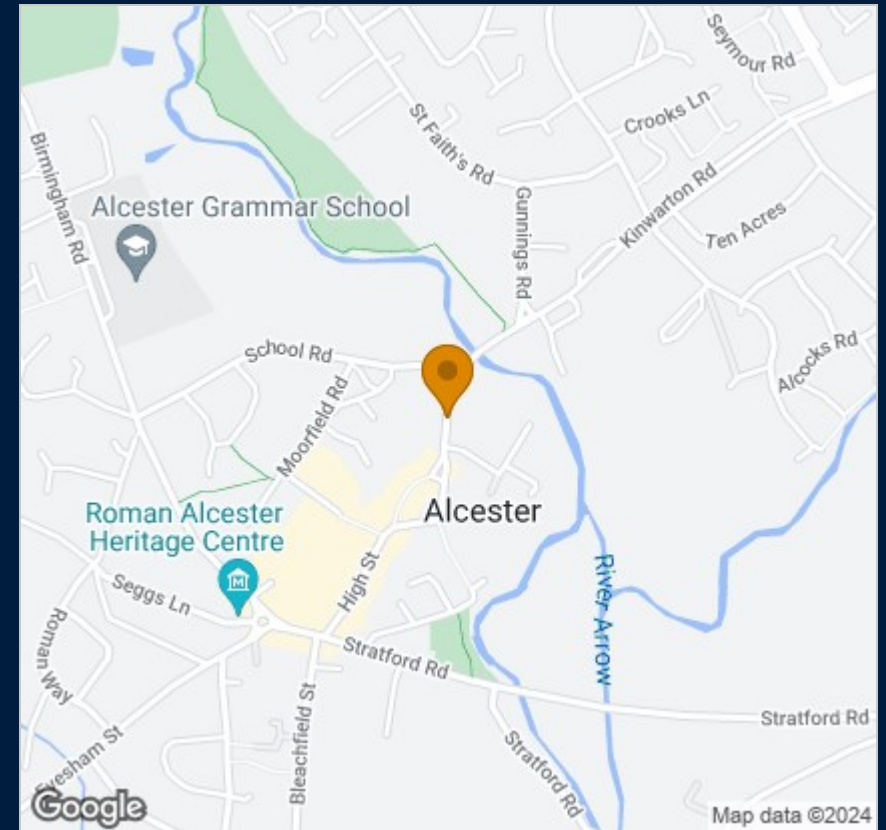 Seymour Rd
Crooks Ln
St Faith's Rd
Birmingham Rd
Alcester Grammar School
Gunnings Rd
Kinwarton Rd
Ten Acres
School Rd
Alcocks Rd
Moorfield Rd
Roman Alcester
Heritage Centre
Alcester
High St
River Arrow
Seggs Ln
Roman Way
Stratford Rd
Bleachfield St
Stratford Rd
Stratford Rd
Evesham St
Google
Map data ©2024